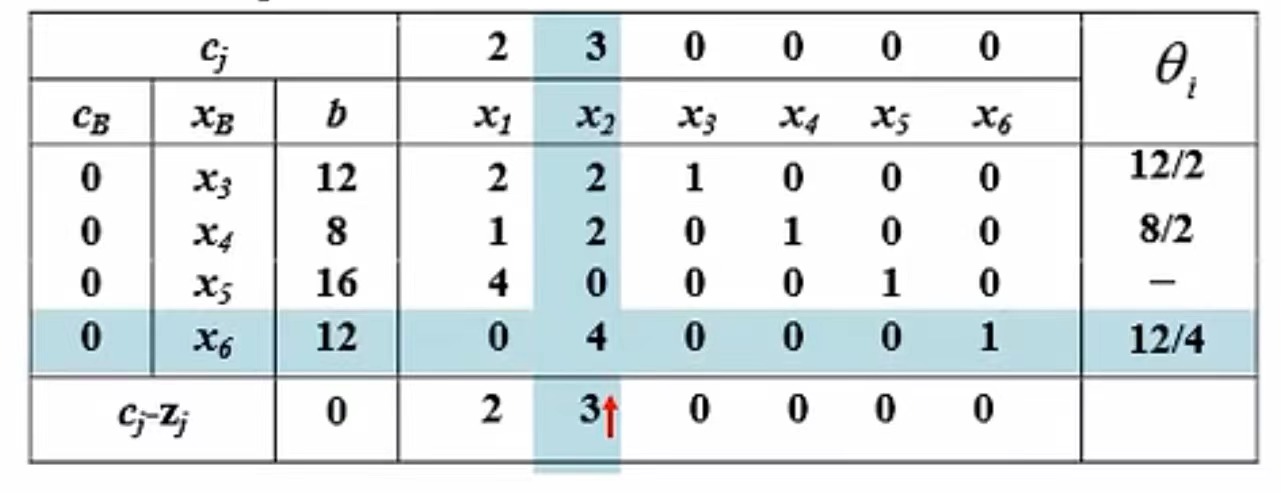 c_j 2 3 0 0 0 0 θ_i
c_B x_B b x_1 x_2 x_3 x_4 x_5 x_6
0 x_3 12 2 2 1 0 0 0 12/2
0 x_4 8 1 2 0 1 0 0 8/2
0 x_5 16 4 0 0 0 1 0 –
0 x_6 12 0 4 0 0 0 1 12/4
c_j-z_j 0 2 3↑ 0 0 0 0